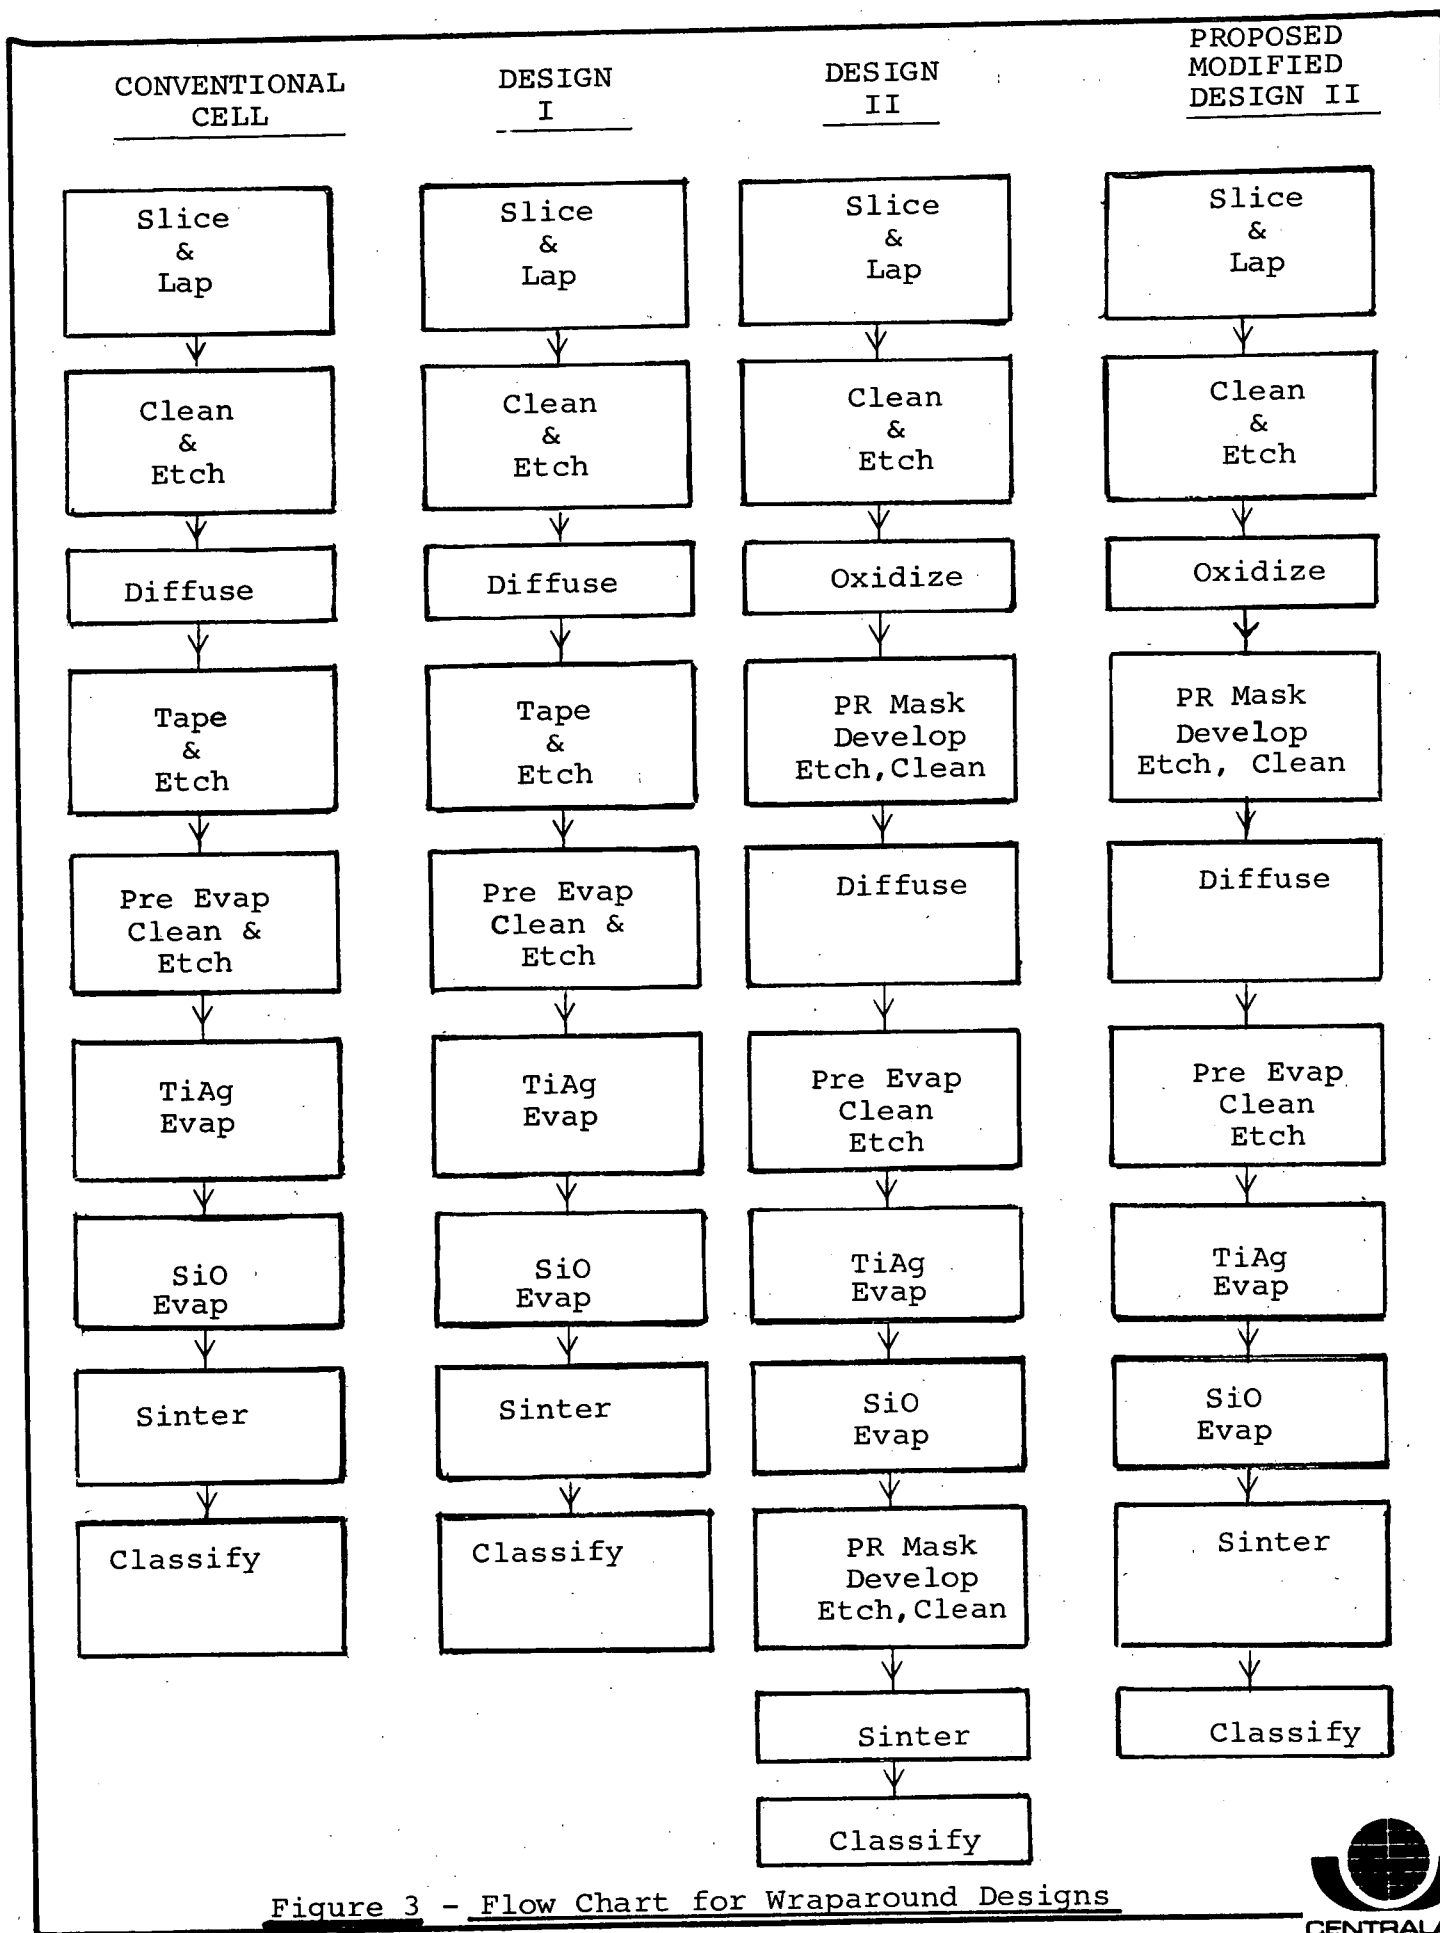 CONVENTIONAL
CELL
Slice
&
Lap
Clean
&
Etch
Diffuse
Tape
&
Etch
Pre Evap
Clean &
Etch
TiAg
Evap
SiO
Evap
Sinter
Classify
DESIGN
I
Slice
&
Lap
Clean
&
Etch
Diffuse
Tape
&
Etch
Pre Evap
Clean &
Etch
TiAg
Evap
SiO
Evap
Sinter
Classify
DESIGN
II
Slice
&
Lap
Clean
&
Etch
Oxidize
PR Mask
Develop
Etch,Clean
Diffuse
Pre Evap
Clean
Etch
TiAg
Evap
SiO
Evap
PR Mask
Develop
Etch,Clean
Sinter
Classify
PROPOSED
MODIFIED
DESIGN II
Slice
&
Lap
Clean
&
Etch
Oxidize
PR Mask
Develop
Etch, Clean
Diffuse
Pre Evap
Clean
Etch
TiAg
Evap
SiO
Evap
Sinter
Classify
Figure 3 - Flow Chart for Wraparound Designs